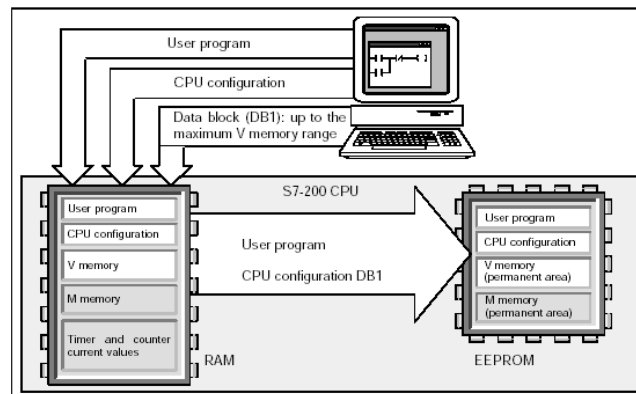 User program
CPU configuration
Data block (DB1): up to the
maximum V memory range
S7-200 CPU
User program
CPU configuration
V memory
M memory
Timer and counter
current values
RAM
User program
CPU configuration DB1
User program
CPU configuration
V memory
(permanent area)
M memory
(permanent area)
EEPROM